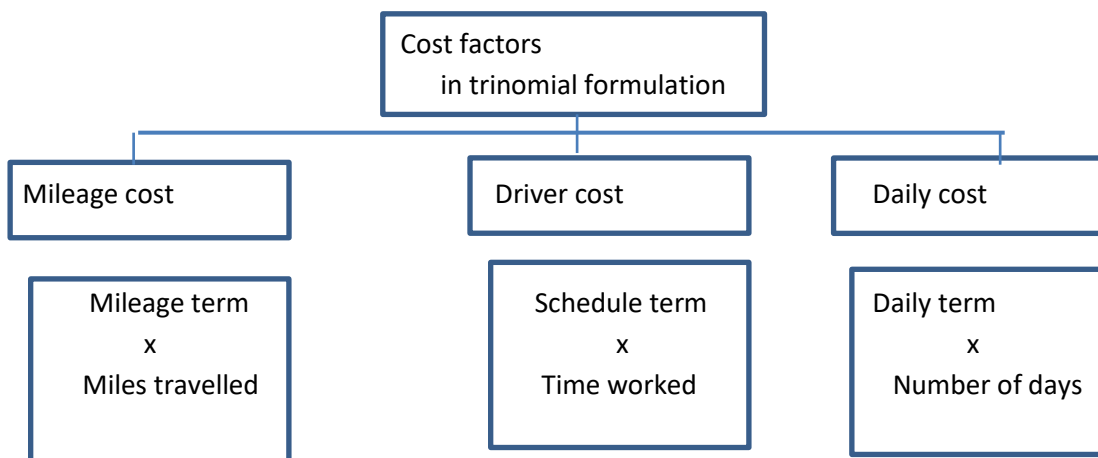 Cost factors
in trinomial formulation
Mileage cost
Driver cost
Daily cost
Mileage term
x
Miles travelled
Schedule term
x
Time worked
Daily term
x
Number of days